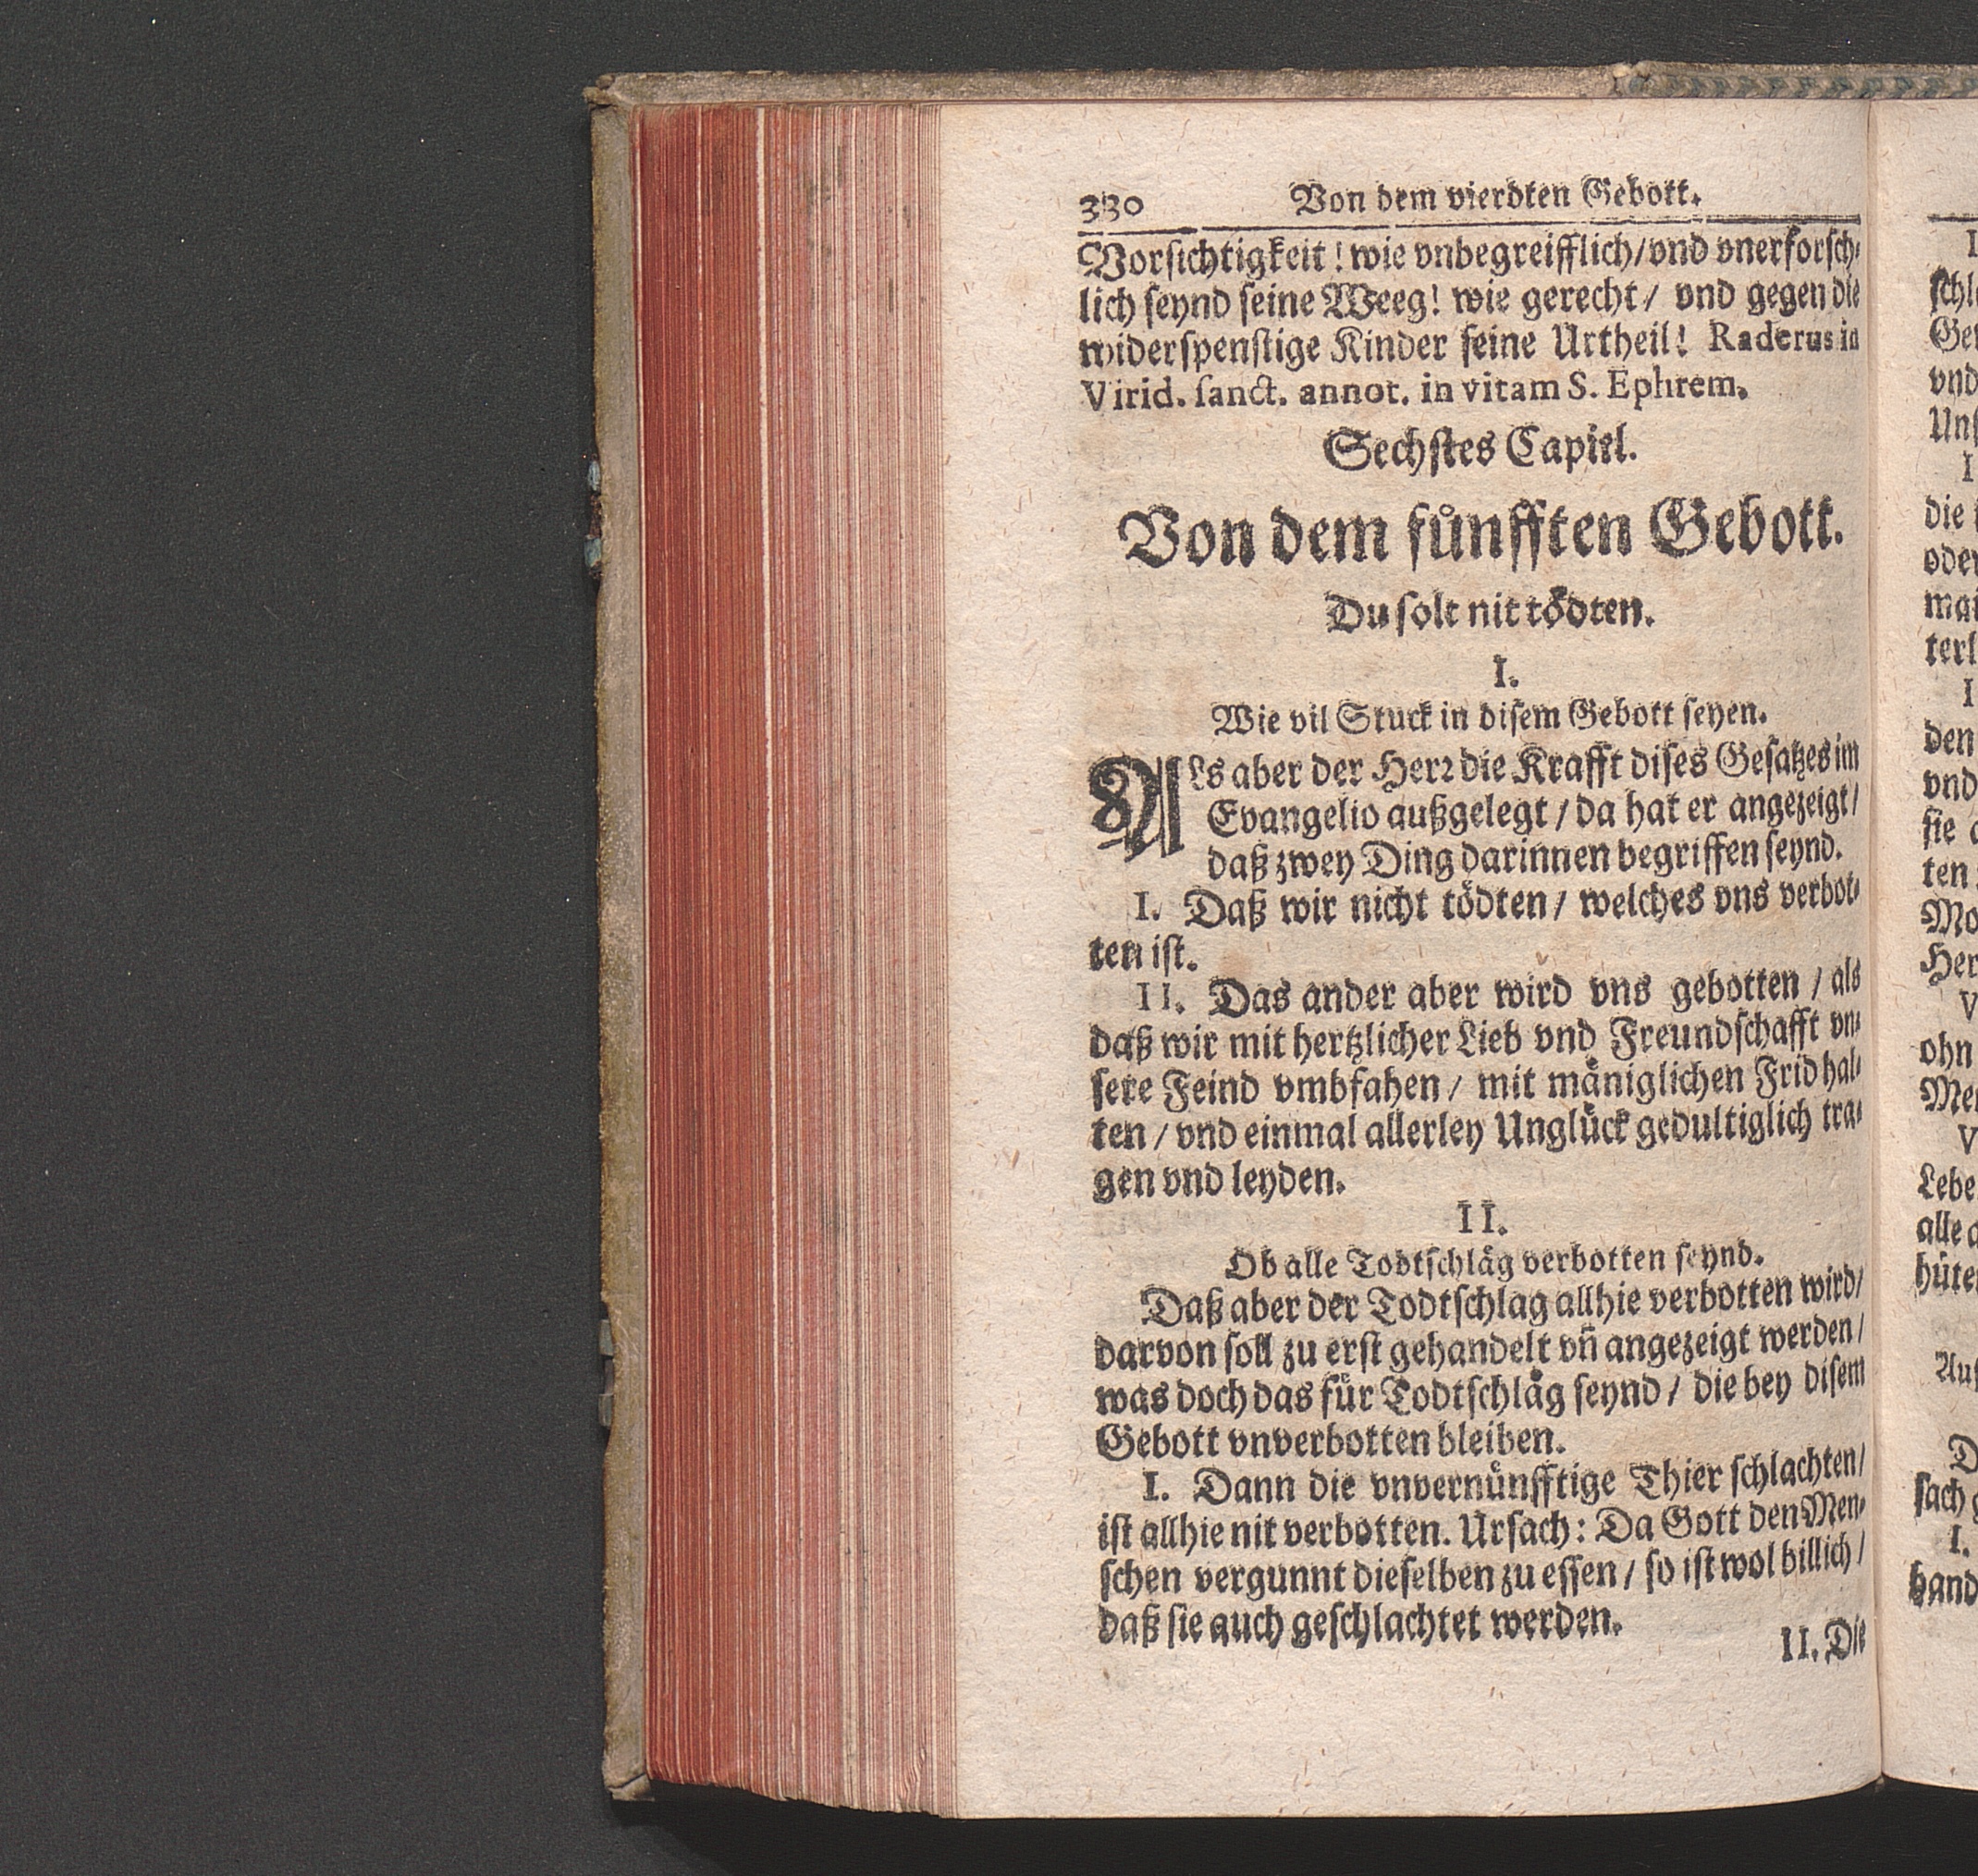 330 Von dem vierdten Gebott.
Vorsichtigkeit! wie vnbegreifflich/vnd vnerforsch⸗
lich seynd seine Weeg! wie gerecht/ vnd gegen die
widerspenstige Kinder seine Urtheil! Raderus in
Virid. sanct. annot. in vitam S. Ephrem.
Sechstes Capitl.
Von dem fůnfften Gebott.
Du solt nit tödten.
I.
Wie vil Stuck in disem Gebott seyen.
Als aber der Herr die Krafft dises Gesatzes im
Evangelio außgelegt / da hat er angezeigt/
daß zwey Ding darinnen begriffen seynd.
I. Daß wir nicht tödten / welches vns verbot⸗
ten ist.
II. Das ander aber wird vns gebotten / als
daß wir mit hertzlicher Lieb vnd Freundschafft vn⸗
sere Feind vmbfahen / mit måniglichen Frid hal⸗
ten / vnd einmal allerley Unglůck gedultiglich tra⸗
gen vnd leyden.
II.
Ob alle Todtschlåg verbotten seynd.
Daß aber der Todtschlag allhie verbotten wird/
darvon soll zu erst gehandelt vñ angezeigt werden/
was doch das fůr Todtschlåg seynd / die bey disem
Gebott vnverbotten bleiben.
I. Dann die vnvernůnfftige Thier schlachten/
ist allhie nit verbotten. Ursach: Da Gott den Men⸗
schen vergunnt dieselben zu essen / so ist wol billich/
daß sie auch geschlachtet werden.
II. Die